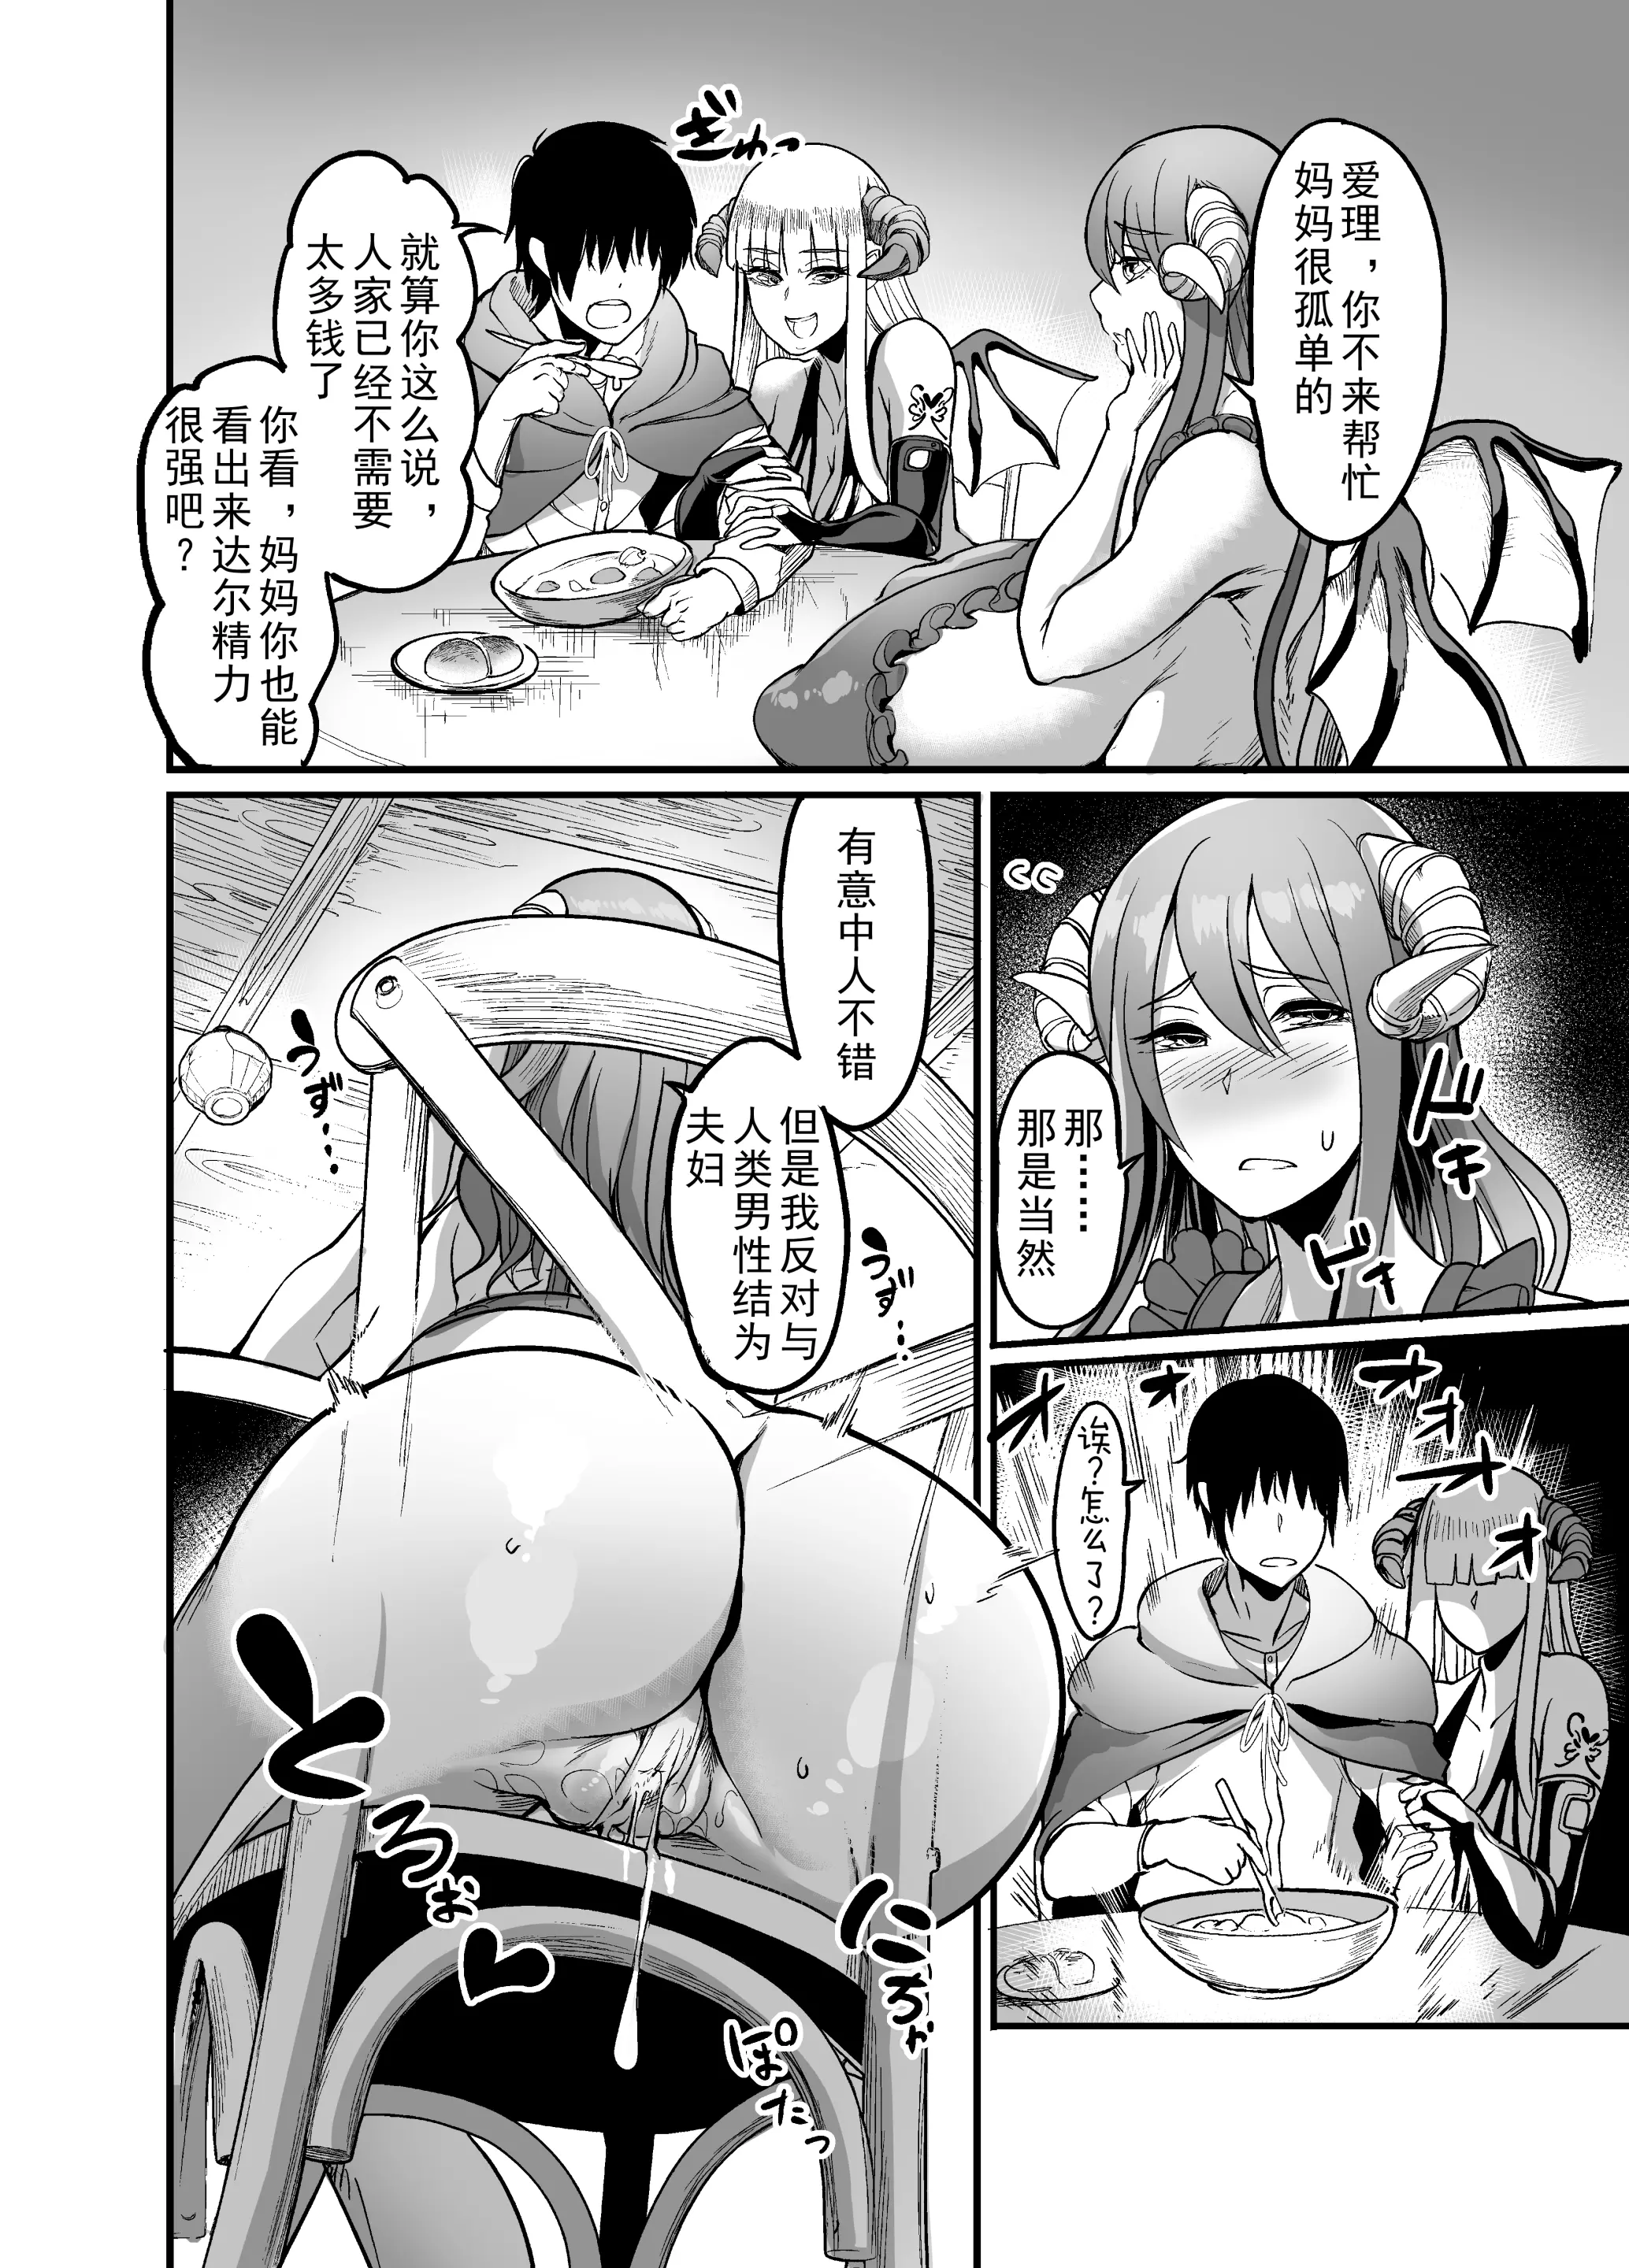 爱理，你不来帮忙
妈妈很孤单的
ぎゅっ
就算你这么说，
人家已经不需要
太多钱了
你看，妈妈你也能
看出来达尔精力
很强吧？
那……
那是当然
ドキ
ドキ
オオオオオオ
诶？怎么了？
有意中人不错
但是我反对与
人类男性结为
夫妇
うず…
うず…
とろぉ♥
にちゃ
ぽたっ